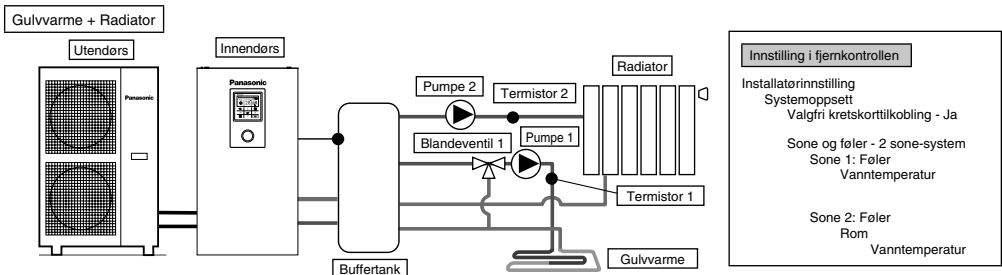 Gulvvarme + Radiator
Utendørs
Innendørs
Panasonic
Panasonic
Pumpe 2
Termistor 2
Radiator
Blandeventil 1
Pumpe 1
Termistor 1
Buffertank
Gulvvarme
Innstilling i fjernkontrollen
Installatørinnstilling
Systemoppsett
Valgfri kretskorttilkobling - Ja
Sone og føler - 2 sone-system
Sone 1: Føler
Vanntemperatur
Sone 2: Føler
Rom
Vanntemperatur